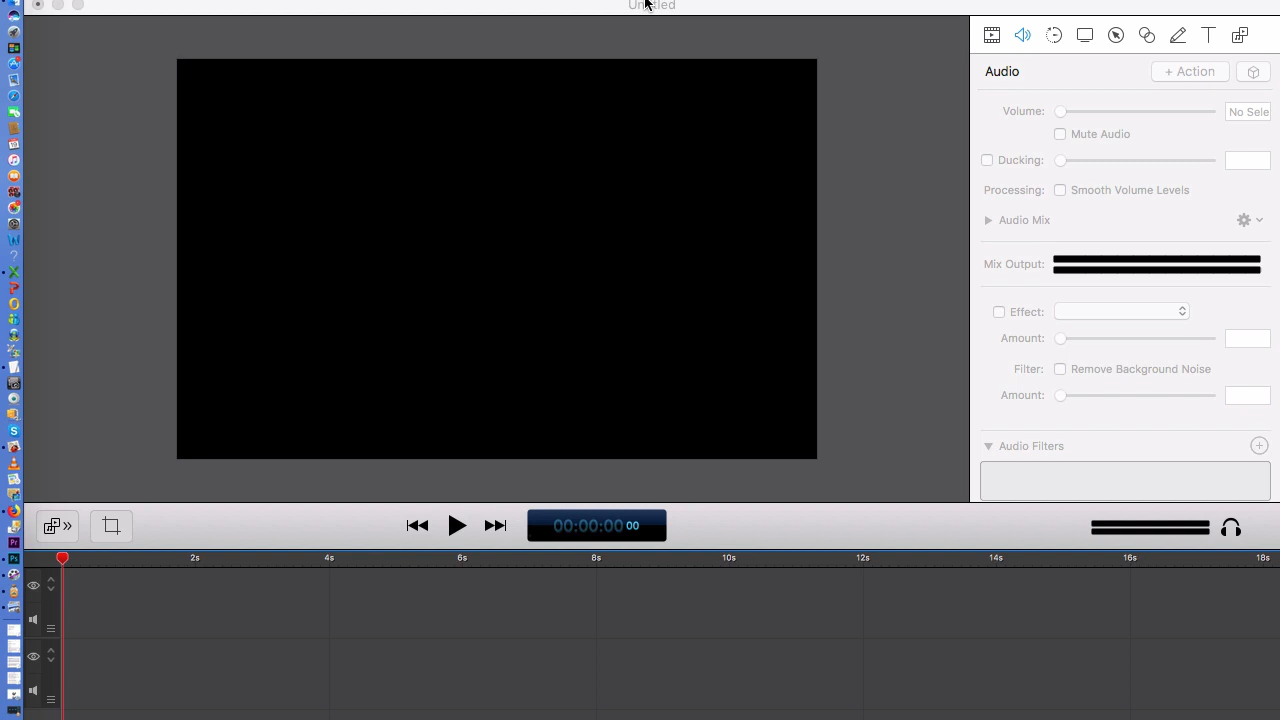 Untitled
Audio
+ Action
Volume:
No Sele
Mute Audio
Ducking:
Processing:
Smooth Volume Levels
Audio Mix
Mix Output:
Effect:
Amount:
Filter:
Remove Background Noise
Amount:
Audio Filters
00:00:00 00
2s
4s
6s
8s
10s
12s
14s
16s
18s